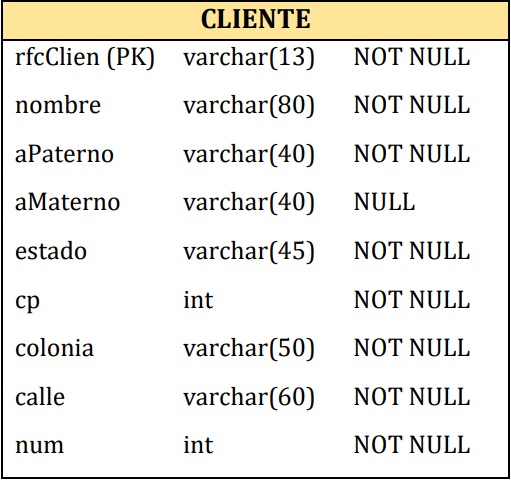 CLIENTE
rfcClien (PK) varchar(13) NOT NULL
nombre varchar(80) NOT NULL
aPaterno varchar(40) NOT NULL
aMaterno varchar(40) NULL
estado varchar(45) NOT NULL
cp int NOT NULL
colonia varchar(50) NOT NULL
calle varchar(60) NOT NULL
num int NOT NULL